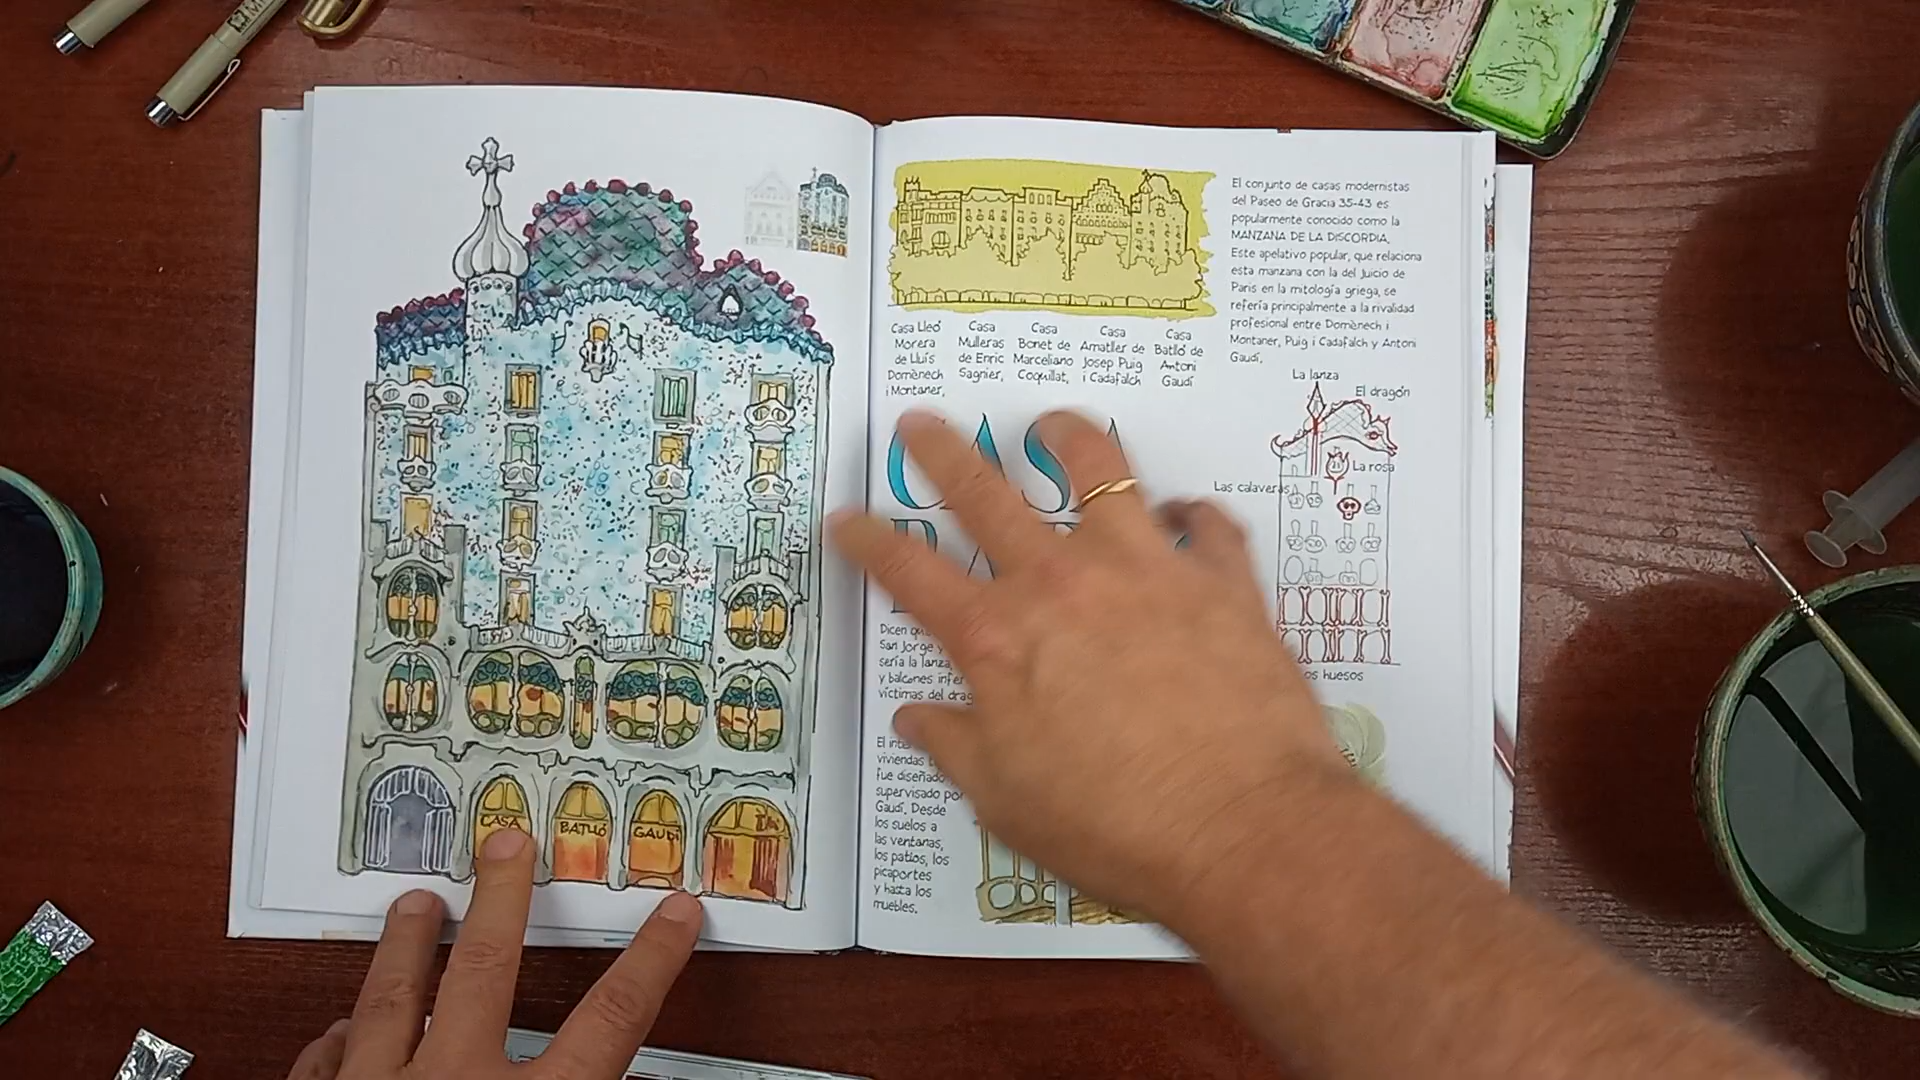 CASA
BATLLÓ
GAUDÍ
El conjunto de casas modernistas
del Paseo de Gracia 35-43 es
popularmente conocido como la
MANZANA DE LA DISCORDIA.
Este apelativo popular, que relaciona
esta manzana con la del Juicio de
Paris en la mitología griega, se
refería principalmente a la rivalidad
profesional entre Domènech i
Montaner, Puig i Cadafalch y Antoni
Gaudí.
Casa Lleó
Morera
de Lluís
Domènech
i Montaner,
Casa
Mulleras
de Enric
Sagnier,
Casa
Bonet de
Marceliano
Coquillat,
Casa
Amatller de
Josep Puig
i Cadafalch
Casa
Batlló de
Antoni
Gaudí
La lanza
El dragón
La rosa
Las calaveras
os huesos
CASA
Dicen que
San Jorge y
sería la lanza,
y balcones infer
víctimas del drag
El inte
viviendas
fue diseñado
supervisado por
Gaudí. Desde
los suelos a
las ventanas,
los patios, los
picaportes
y hasta los
muebles.